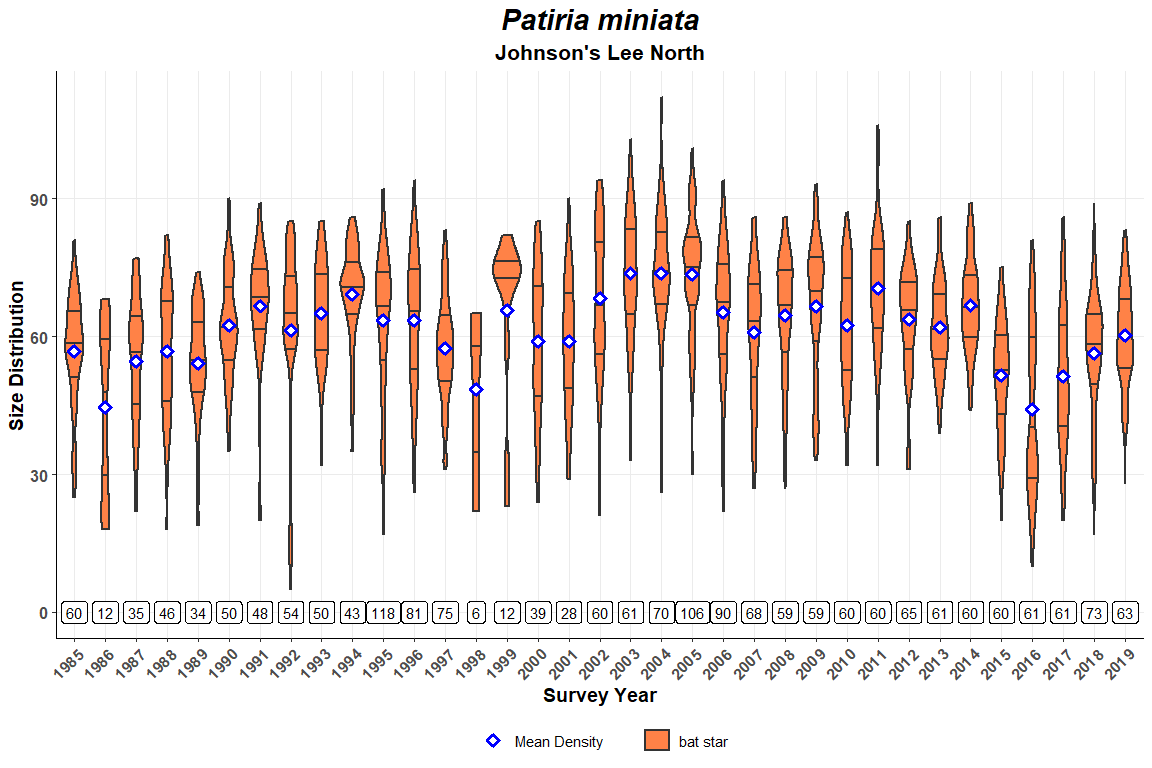 Patiria miniata
Johnson's Lee North
Size Distribution
90
60
30
0
60 12 35 46 34 50 48 54 50 43 118 81 75 6 12 39 28 60 61 70 106 90 68 59 59 60 60 65 61 60 60 61 61 73 63
1985 1986 1987 1988 1989 1990 1991 1992 1993 1994 1995 1996 1997 1998 1999 2000 2001 2002 2003 2004 2005 2006 2007 2008 2009 2010 2011 2012 2013 2014 2015 2016 2017 2018 2019
Survey Year
Mean Density bat star